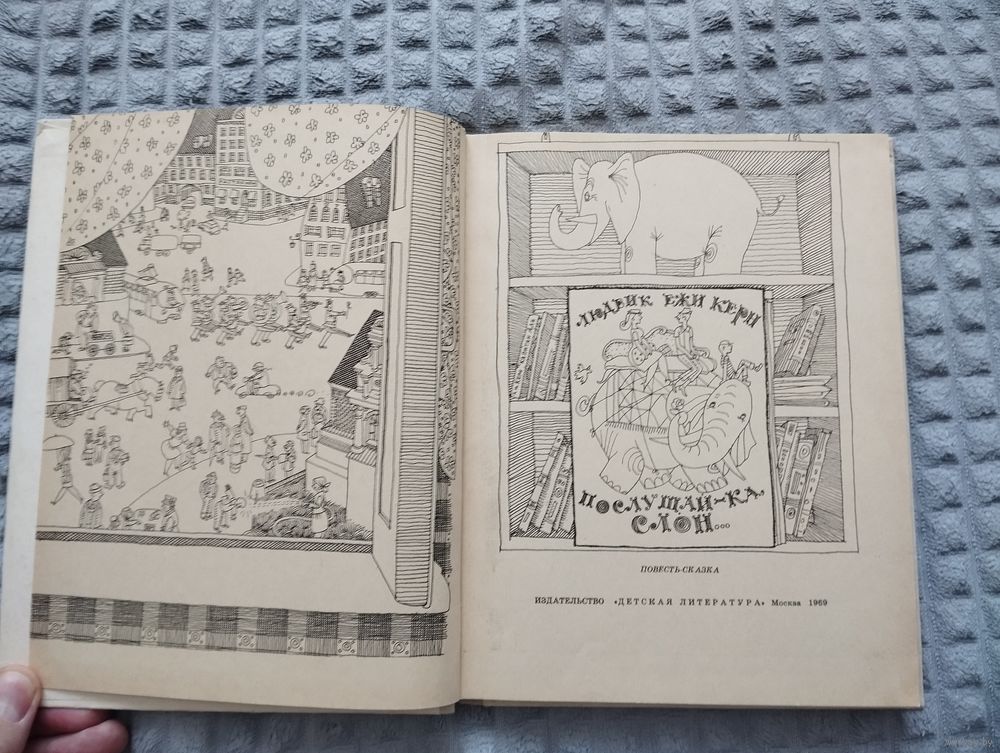 ЛЮДВИК ЕЖИ КЕРН
ПОСЛУШАЙ-КА,
СЛОН...
ПОВЕСТЬ-СКАЗКА
ИЗДАТЕЛЬСТВО «ДЕТСКАЯ ЛИТЕРАТУРА» Москва 1969